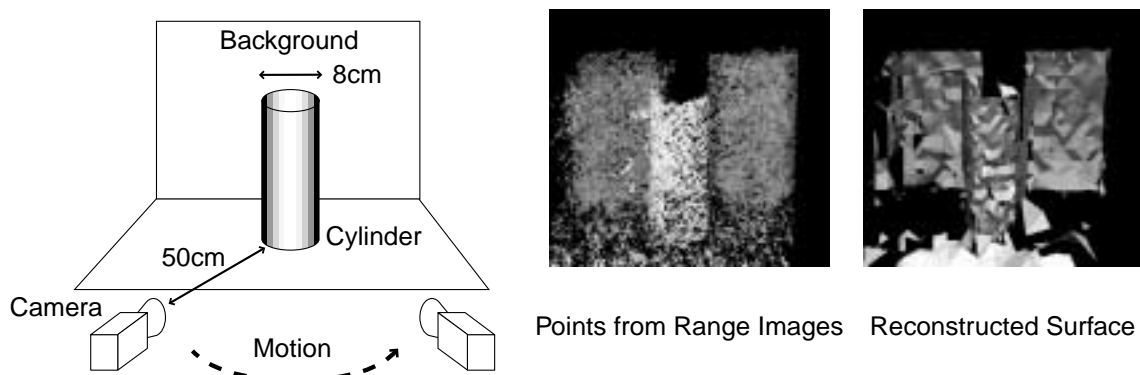 Background
8cm
Cylinder
50cm
Camera
Motion
Points from Range Images
Reconstructed Surface